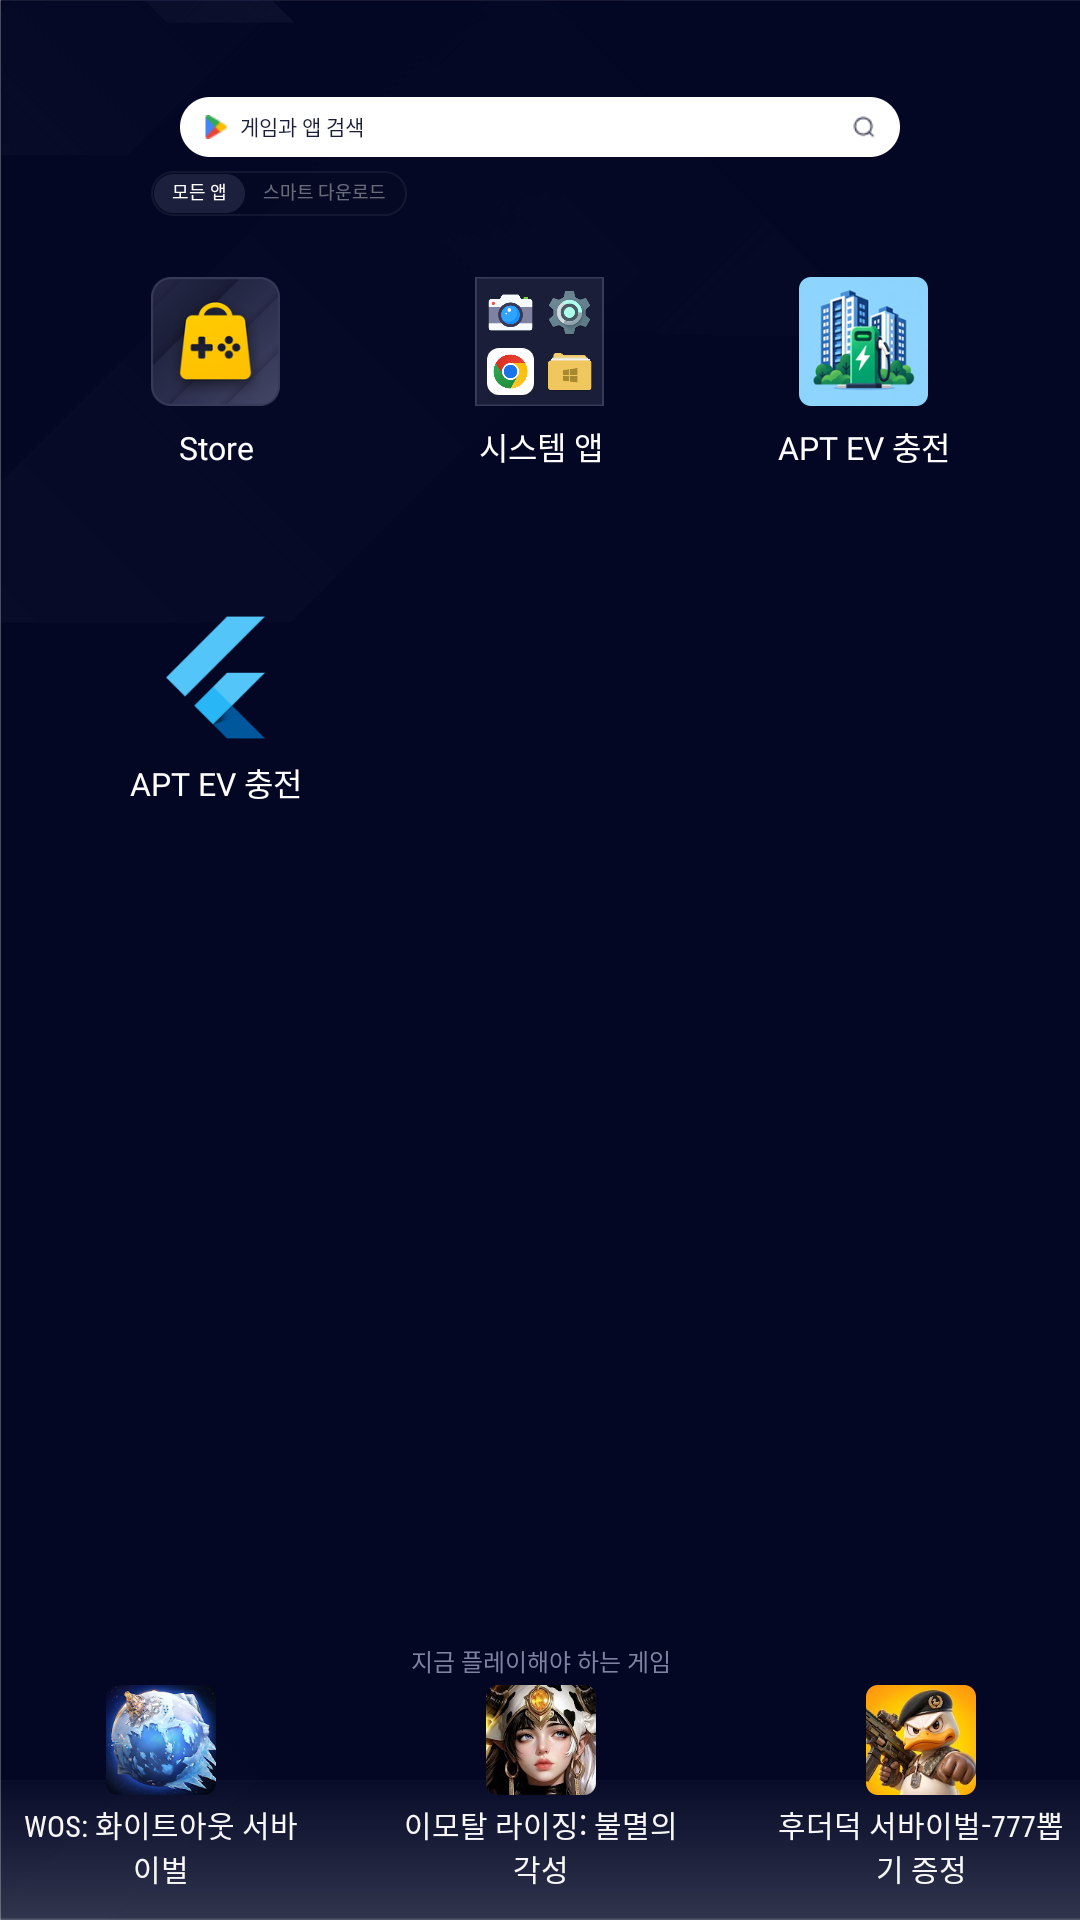 게임과 앱 검색
모든 앱
스마트 다운로드
Store
시스템 앱
APT EV 충전
APT EV 충전
지금 플레이해야 하는 게임
WOS: 화이트아웃 서바
이벌
이모탈 라이징: 불멸의
각성
후더덕 서바이벌-777뽑
기 증정